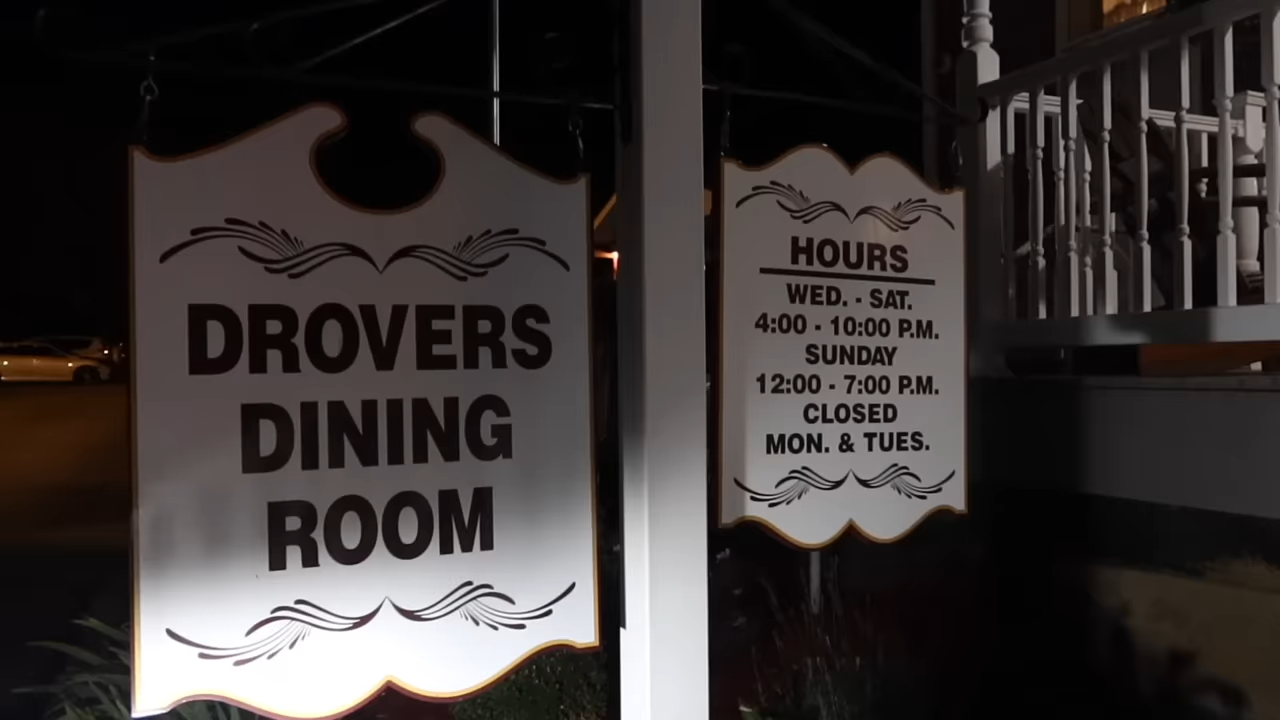 DROVERS
DINING
ROOM
HOURS
WED. - SAT.
4:00 - 10:00 P.M.
SUNDAY
12:00 - 7:00 P.M.
CLOSED
MON. & TUES.